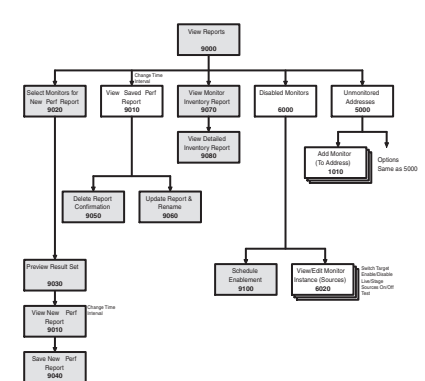 View Reports
9000
Change Time
Interval
Select Monitors for
New Perf Report
9020
View Saved Perf
Report
9010
View Monitor
Inventory Report
9070
Disabled Monitors
6000
Unmonitored
Addresses
5000
View Detailed
Inventory Report
9080
Add Monitor
(To Address)
1010
Options
Same as 5000
Delete Report
Confirmation
9050
Update Report &
Rename
9060
Preview Result Set
9030
Schedule
Enablement
9100
View/Edit Monitor
Instance (Sources)
6020
Switch Target
Enable/Disable
Live/Stage
Sources On/Off
Test
View New Perf
Report
9010
Change Time
Interval
Save New Perf
Report
9040